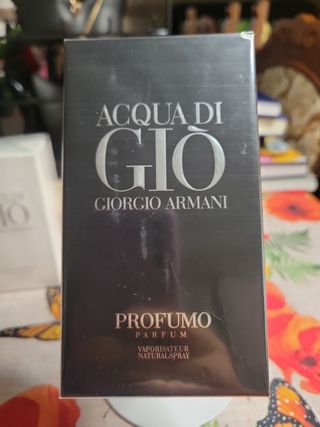 ACQUA DI
GIÒ
GIORGIO ARMANI
PROFUMO
PARFUM
VAPORISATEUR
NATURAL SPRAY